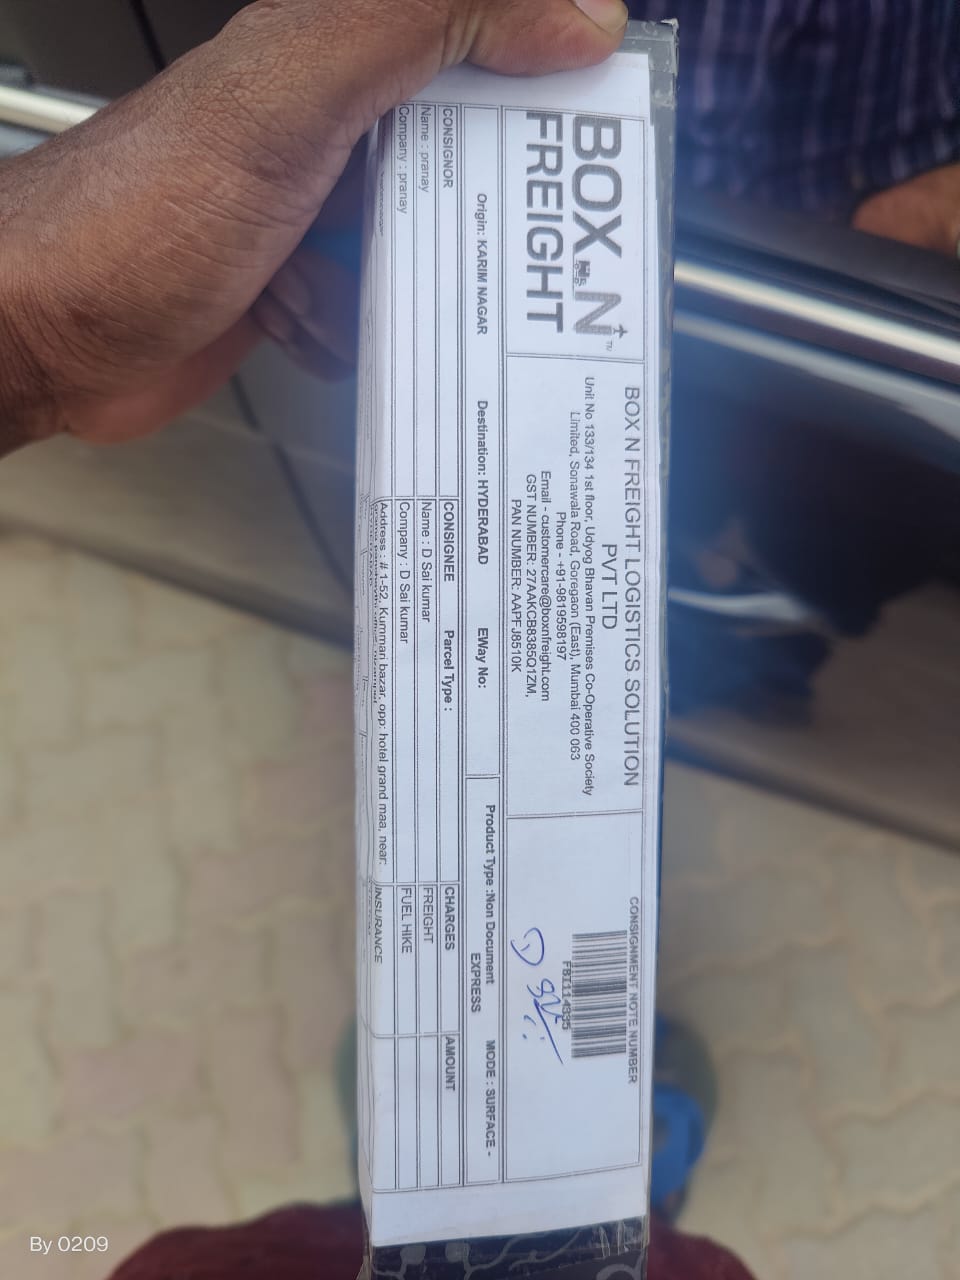 BOX N
TM
FREIGHT
BOX N FREIGHT LOGISTICS SOLUTION
PVT LTD
Unit No 133/134 1st floor, Udyog Bhavan Premises Co-Operative Society
Limited, Sonawala Road, Goregaon (East), Mumbai 400 063
Phone - +91-9819598197
Email - customercare@boxnfreight.com
GST NUMBER: 27AAKCB8385Q1ZM,
PAN NUMBER: AAPFJ8510K
CONSIGNMENT NOTE NUMBER
Origin: KARIM NAGAR
Destination: HYDERABAD
EWay No:
Product Type :Non Document
MODE : SURFACE -
EXPRESS
CONSIGNOR
CONSIGNEE
Parcel Type :
CHARGES
AMOUNT
Name : pranay
Name : D Sai kumar
FREIGHT
Company : pranay
Company : D Sai kumar
FUEL HIKE
Address : # 1-52, Kummari bazar, opp: hotel grand maa, near:
INSURANCE
By 0209